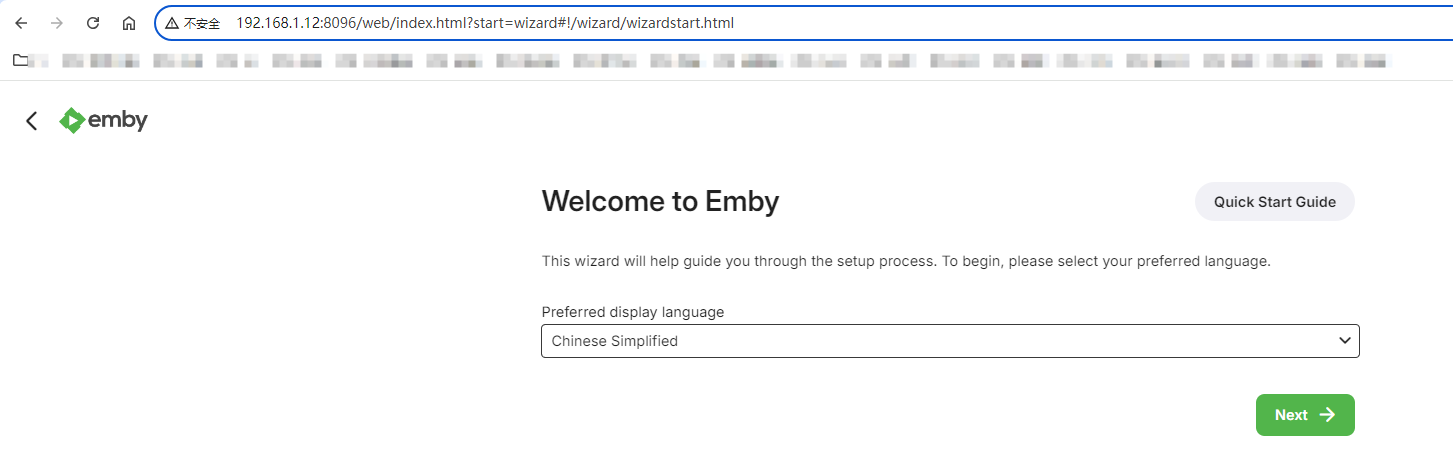 不安全 192.168.1.12:8096/web/index.html?start=wizard#!/wizard/wizardstart.html
emby
Welcome to Emby
Quick Start Guide
This wizard will help guide you through the setup process. To begin, please select your preferred language.
Preferred display language
Chinese Simplified
Next